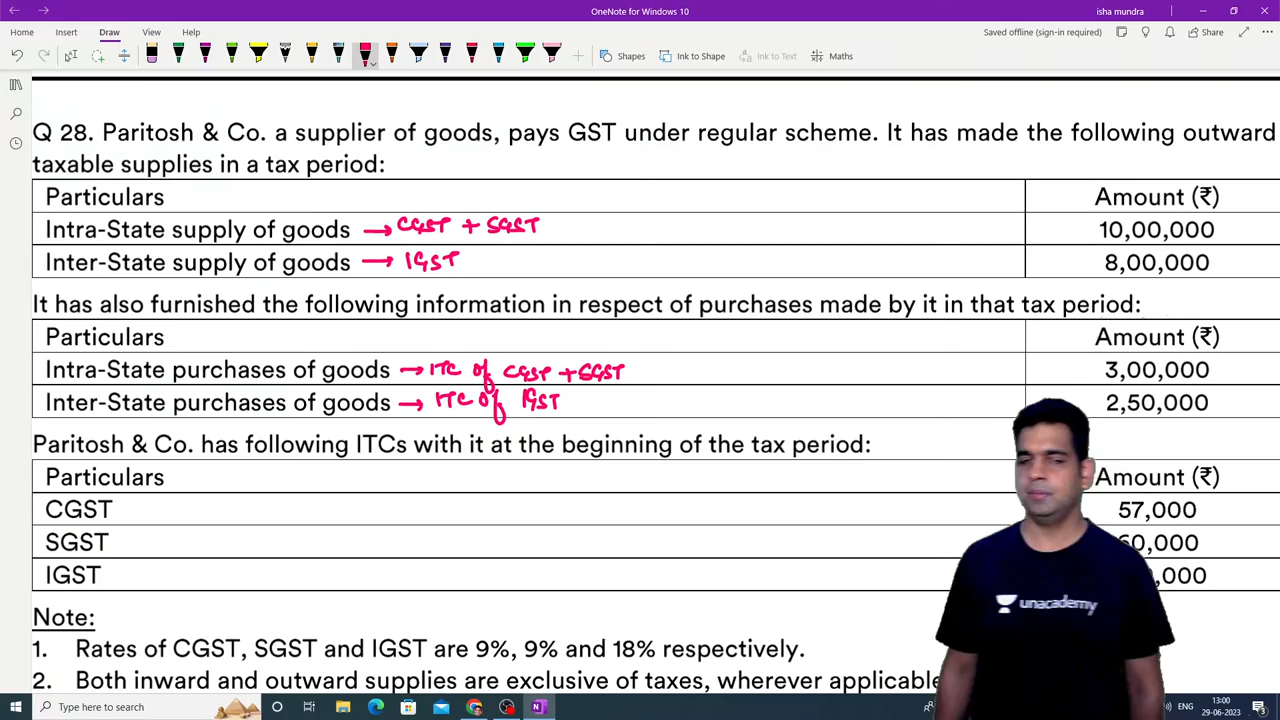 OneNote for Windows 10
isha mundra
Home Insert Draw View Help
Saved offline (sign in required)
Share
Shapes Ink to Shape Ink to Text Maths
Q 28. Paritosh & Co. a supplier of goods, pays GST under regular scheme. It has made the following outward
taxable supplies in a tax period:
Particulars Amount (₹)
Intra-State supply of goods → CGST + SGST 10,00,000
Inter-State supply of goods → IGST 8,00,000
It has also furnished the following information in respect of purchases made by it in that tax period:
Particulars Amount (₹)
Intra-State purchases of goods → ITC of CGST + SGST 3,00,000
Inter-State purchases of goods → ITC of IGST 2,50,000
Paritosh & Co. has following ITCs with it at the beginning of the tax period:
Particulars Amount (₹)
CGST 57,000
SGST
IGST
unacademy
Note:
1. Rates of CGST, SGST and IGST are 9%, 9% and 18% respectively.
2. Both inward and outward supplies are exclusive of taxes, wherever applicable
Type here to search
ENG
13:00
29-06-2023